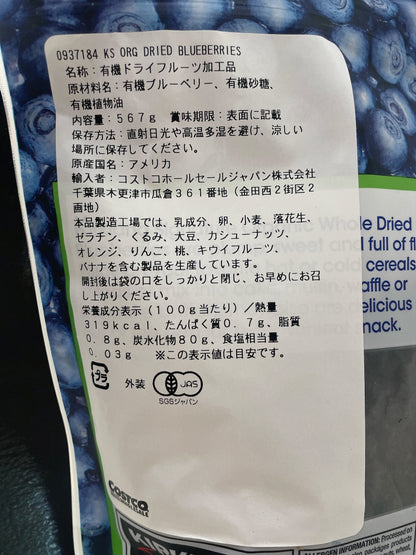 0937184 KS ORG DRIED BLUEBERRIES
名称：有機ドライフルーツ加工品
原材料名：有機ブルーベリー、有機砂糖、
有機植物油
内容量：567g 賞味期限：表面に記載
保存方法：直射日光や高温多湿を避け、涼しい
場所に保存してください。
原産国名：アメリカ
輸入者：コストコホールセールジャパン株式会社
千葉県木更津市瓜倉361番地（金田西2街区2
画地）
本品製造工場では、乳成分、卵、小麦、落花生、
ゼラチン、くるみ、大豆、カシューナッツ、
オレンジ、りんご、桃、キウイフルーツ、
バナナを含む製品を生産しています。
開封後は袋の口をしっかりと閉じ、お早めにお召
し上がりください。
栄養成分表示（100g当たり）／熱量
319kcal、たんぱく質0.7g、脂質
0.8g、炭水化物80g、食塩相当量
0.03g ※この表示値は目安です。
プラ 外装 JAS
SGSジャパン
Whole Dried
and full of
cereals
waffle or
delicious
snack.
COSTCO
WHOLESALE
ALLERGEN INFORMATION: Processed on
packages products